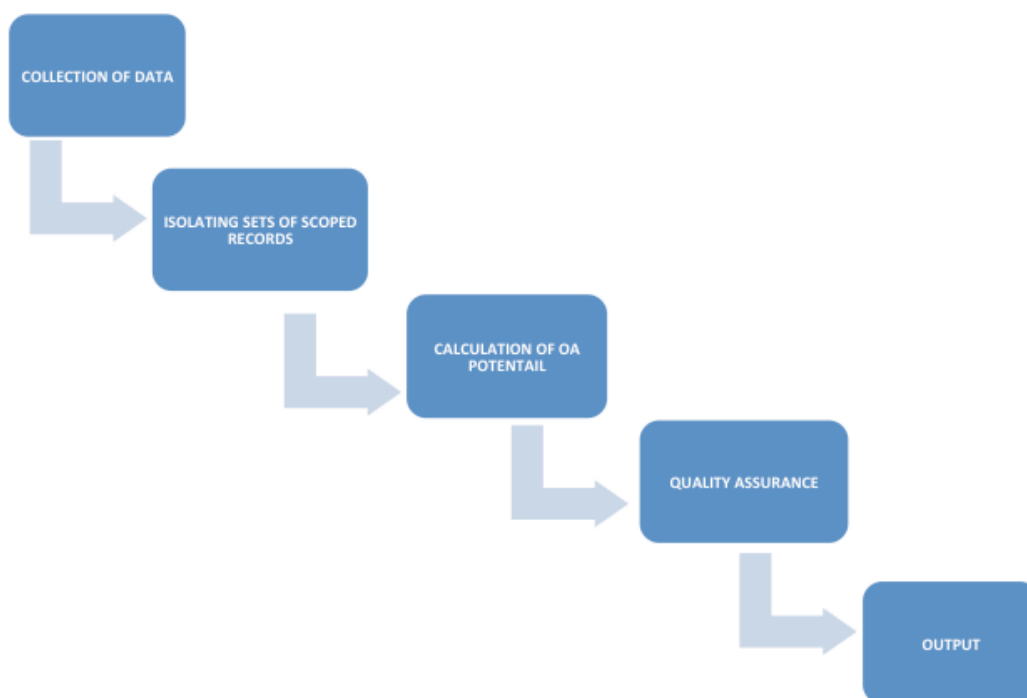 COLLECTION OF DATA
ISOLATING SETS OF SCOPED
RECORDS
CALCULATION OF OA
POTENTAIL
QUALITY ASSURANCE
OUTPUT